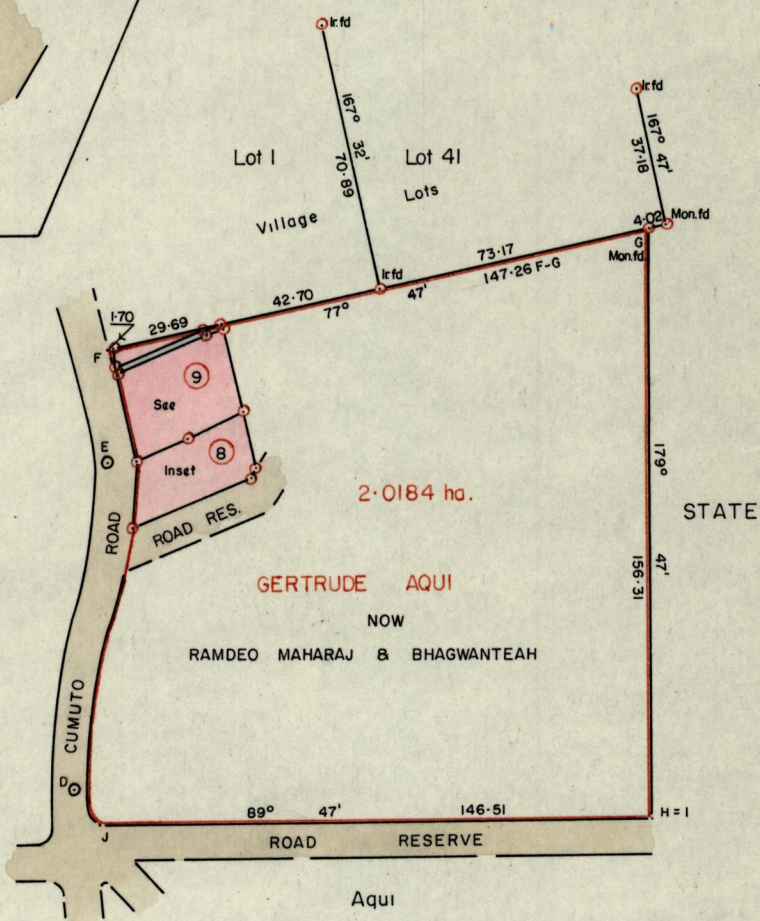 Ir.fd
Ir.fd
167° 32'
70·89
167° 47'
37·18
Lot 1
Lot 41
Lots
Village
4·02
Mon.fd
G
Mon.fd.
73·17
147·26 F-G
Ir.fd
42·70
77° 47'
1·70
29·69
F
9
See
E
8
Inset
ROAD RES.
179° 47'
156·31
2·0184 ha.
STATE
GERTRUDE AQUI
NOW
RAMDEO MAHARAJ & BHAGWANTEAH
CUMUTO ROAD
D
89° 47' 146·51
H = I
J
ROAD RESERVE
Aqui